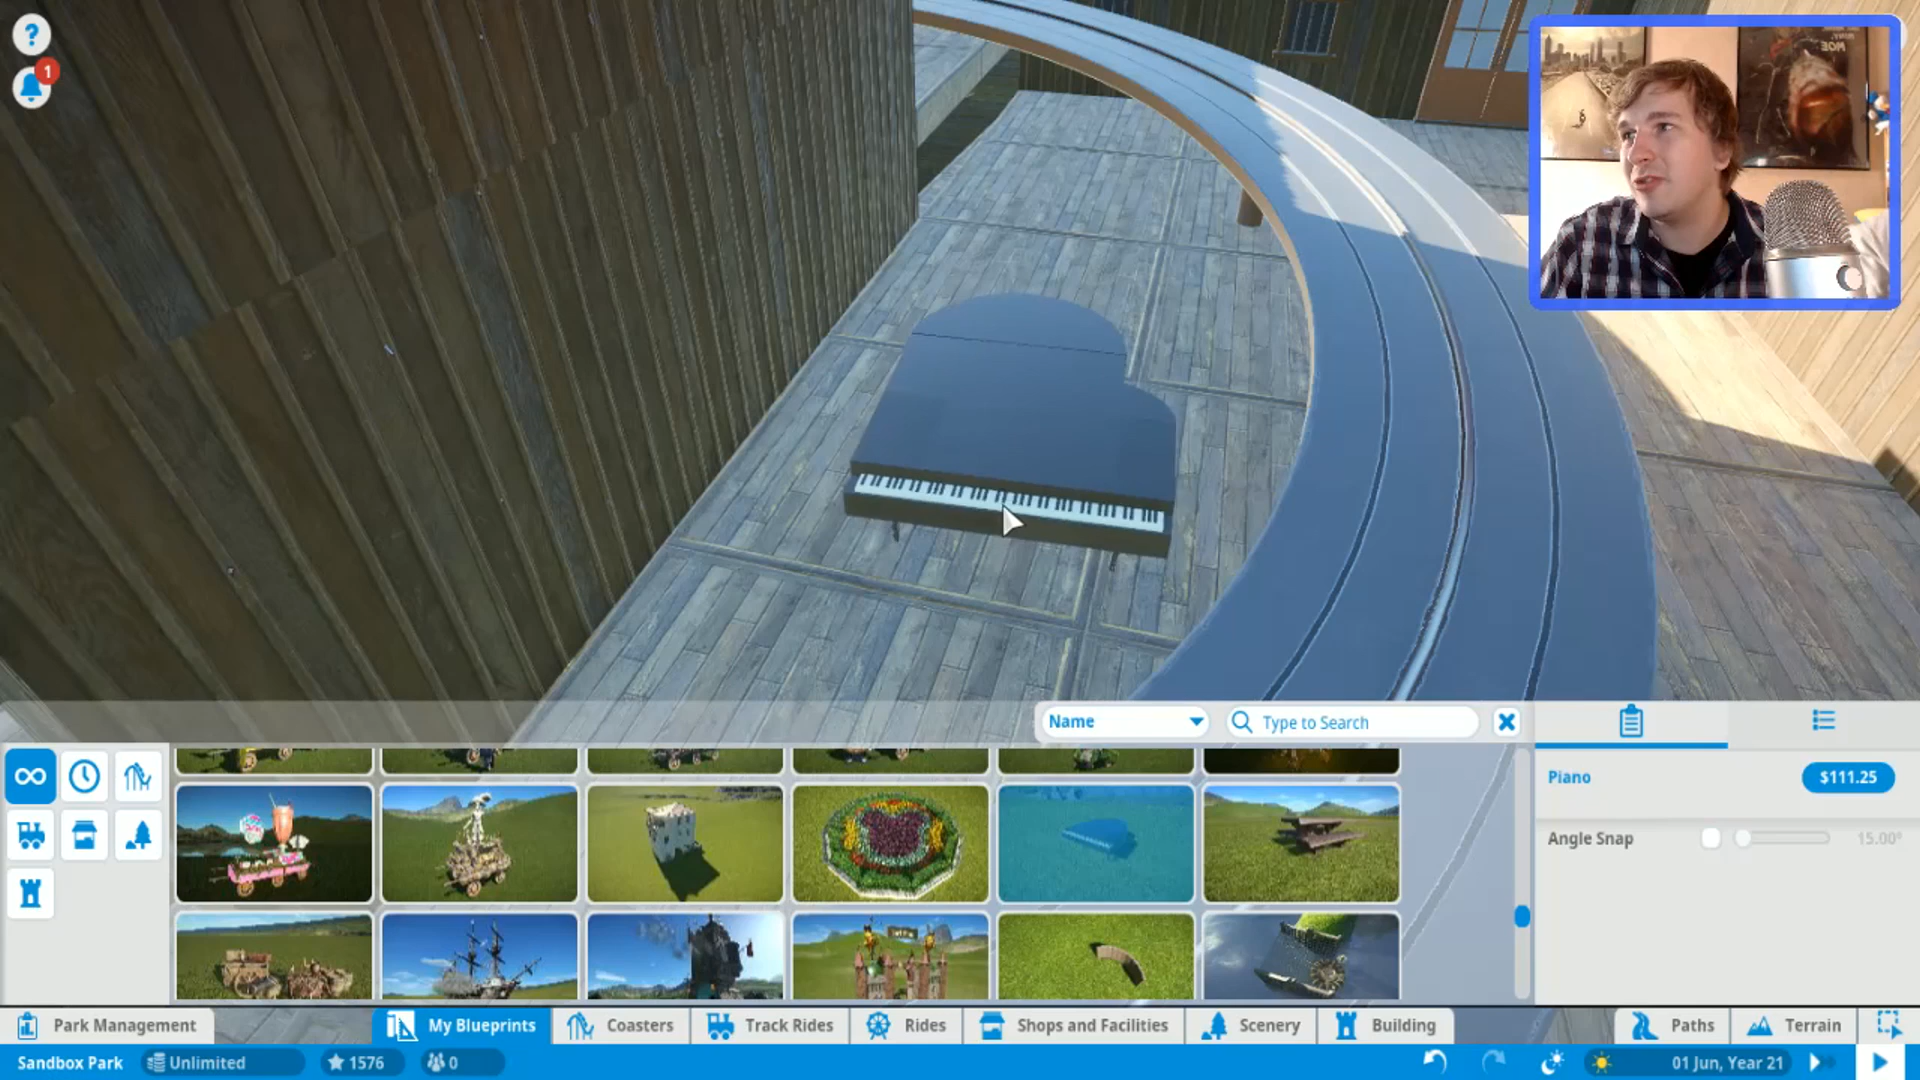 ?
1
MOE
Name
Type to Search
Piano
$111.25
Angle Snap
15.00°
Park Management
My Blueprints
Coasters
Track Rides
Rides
Shops and Facilities
Scenery
Building
Paths
Terrain
Sandbox Park
Unlimited
1576
0
01 Jun, Year 21